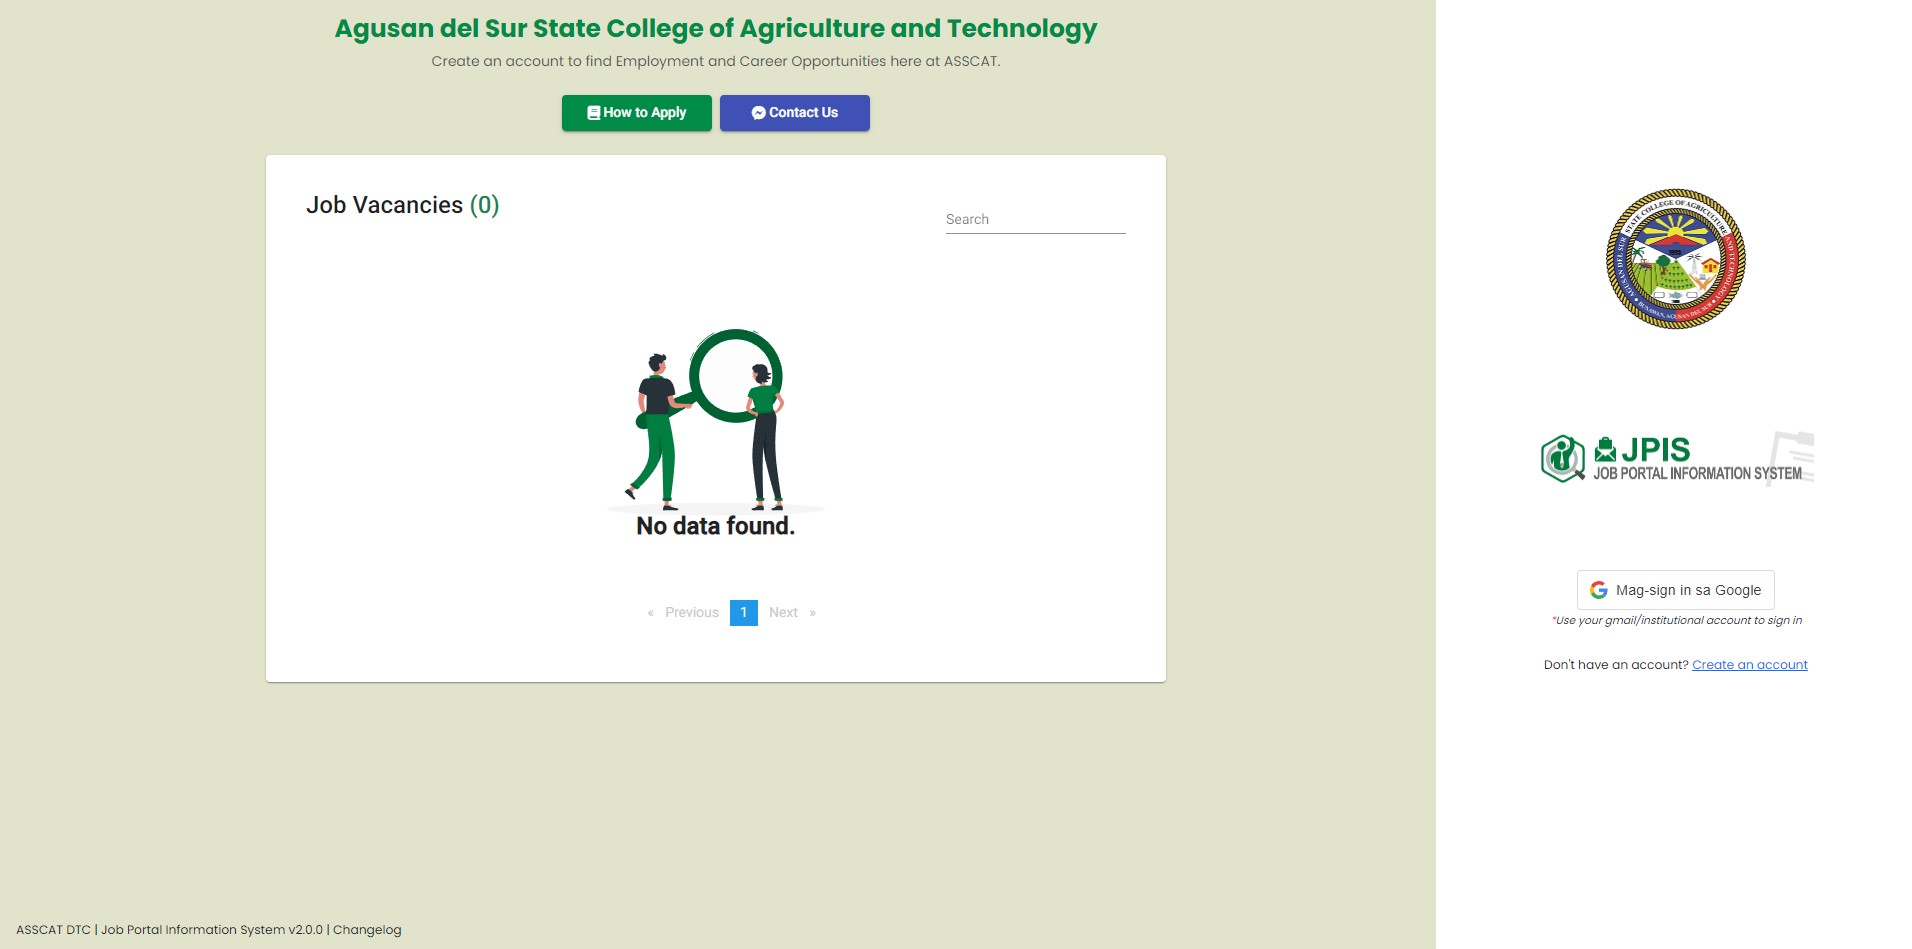 Agusan del Sur State College of Agriculture and Technology
Create an account to find Employment and Career Opportunities here at ASSCAT.
How to Apply
Contact Us
Job Vacancies (0)
Search
No data found.
« Previous 1 Next »
STATE COLLEGE OF AGRICULTURE AND TECHNOLOGY
AGUSAN DEL SUR
BUNAWAN, AGUSAN DEL SUR
JPIS
JOB PORTAL INFORMATION SYSTEM
Mag-sign in sa Google
*Use your gmail/institutional account to sign in
Don't have an account? Create an account
ASSCAT DTC | Job Portal Information System v2.0.0 | Changelog